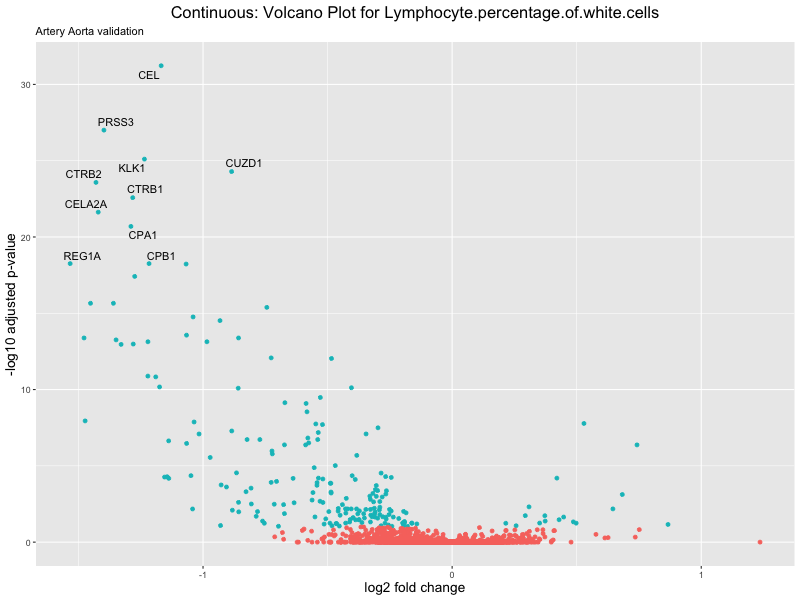 Continuous: Volcano Plot for Lymphocyte.percentage.of.white.cells
Artery Aorta validation
CEL
PRSS3
KLK1
CUZD1
CTRB2
CTRB1
CELA2A
CPA1
REG1A
CPB1
-log10 adjusted p-value
30
20
10
0
-1
0
1
log2 fold change